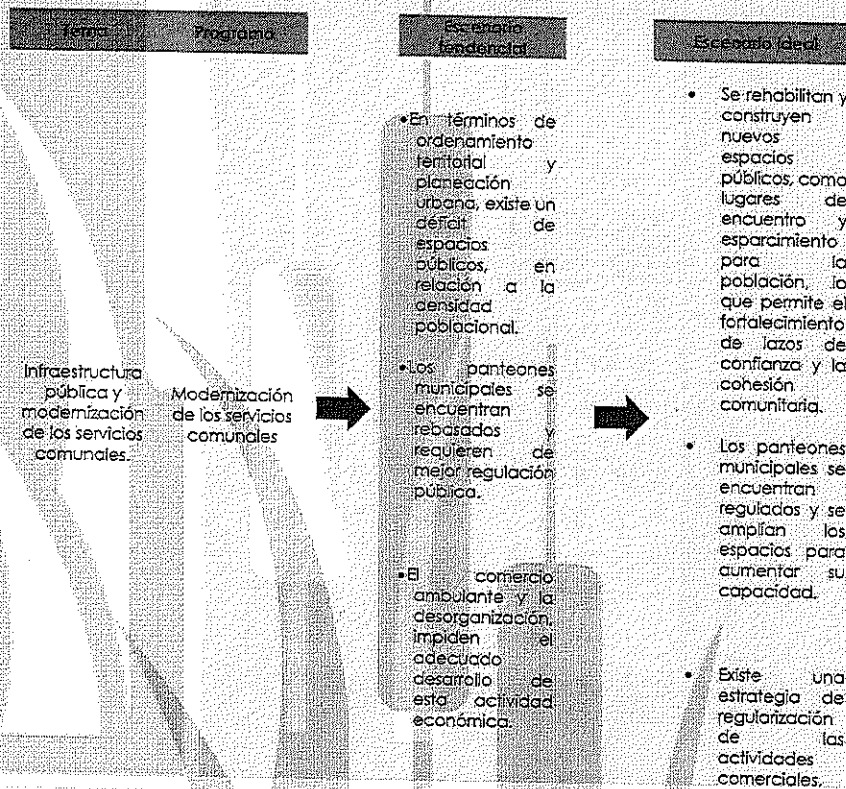 Tema
Programa
Escenario
tendencial
Escenario ideal
Infraestructura
pública y
modernización
de los servicios
comunales.
Modernización
de los servicios
comunales
•En términos de
ordenamiento
territorial y
planeación
urbana, existe un
déficit de
espacios
públicos, en
relación a la
densidad
poblacional.
•Los panteones
municipales se
encuentran
rebasados y
requieren de
mejor regulación
pública.
•El comercio
ambulante y la
desorganización,
impiden el
adecuado
desarrollo de
esta actividad
económica.
• Se rehabilitan y
construyen
nuevos
espacios
públicos, como
lugares de
encuentro y
esparcimiento
para la
población, lo
que permite el
fortalecimiento
de lazos de
confianza y la
cohesión
comunitaria.
• Los panteones
municipales se
encuentran
regulados y se
amplían los
espacios para
aumentar su
capacidad.
• Existe una
estrategia de
regularización
de las
actividades
comerciales,